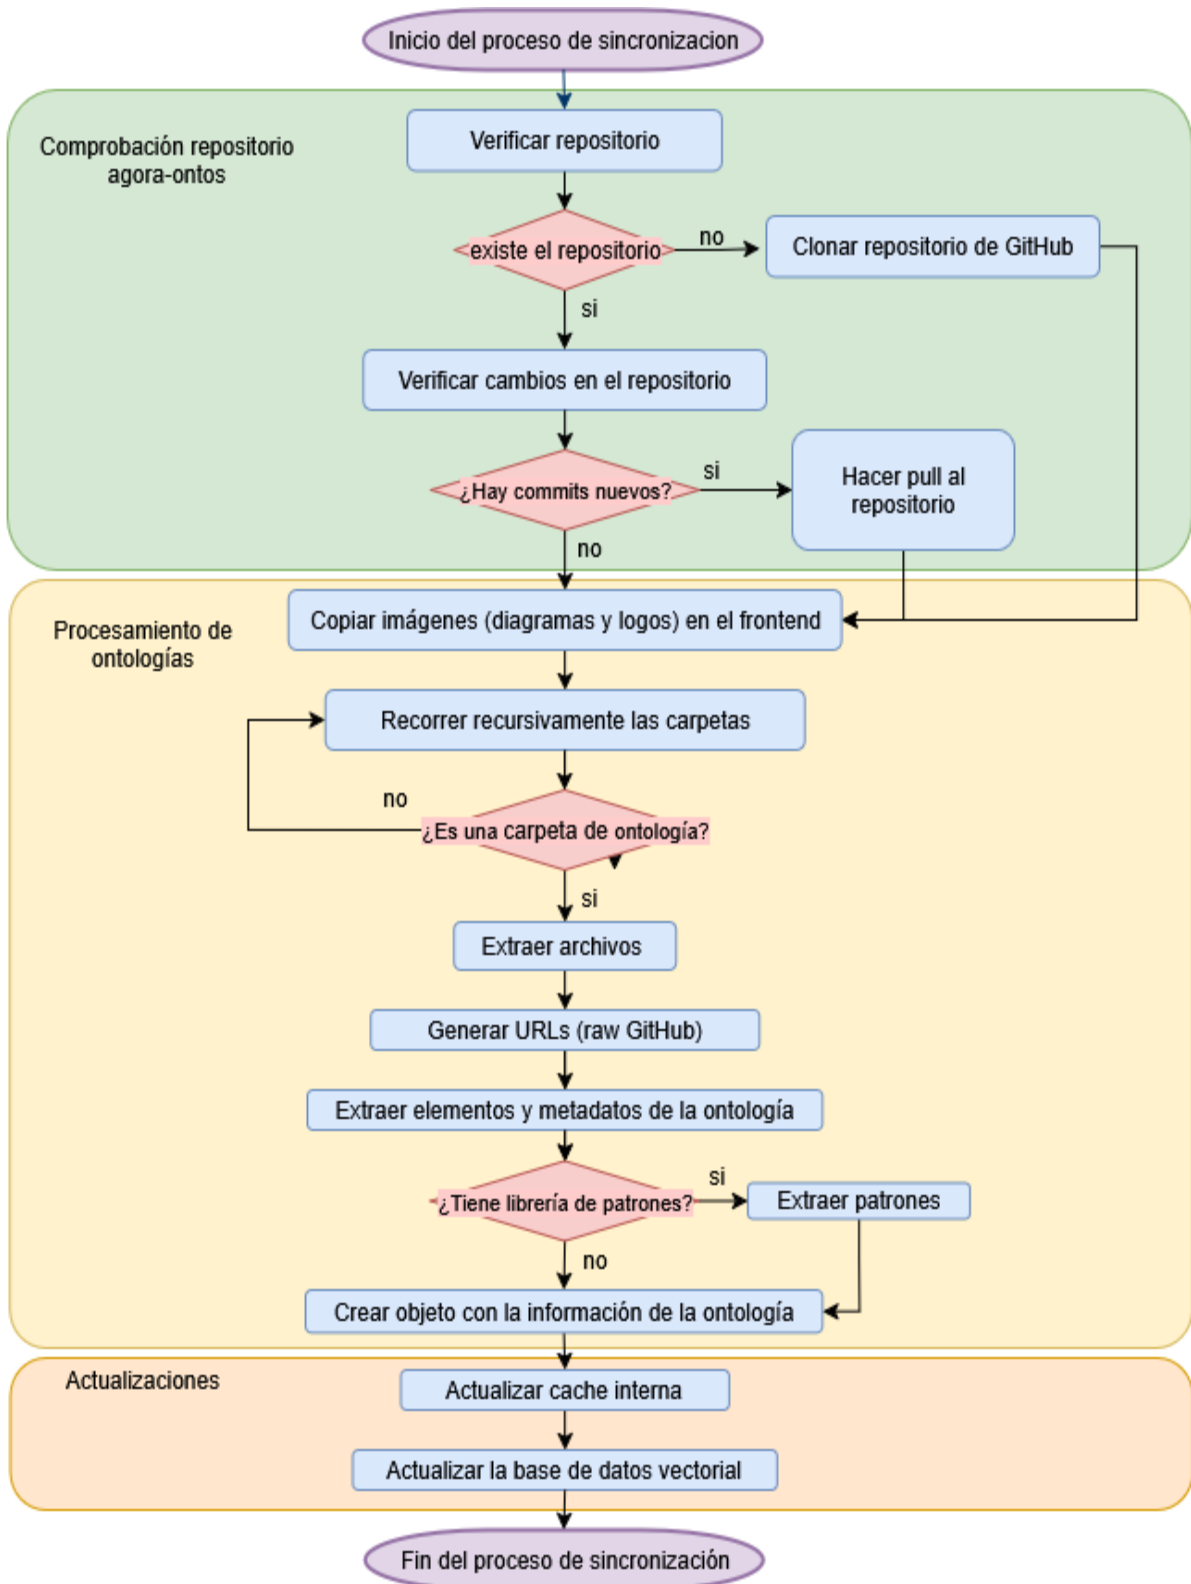 Inicio del proceso de sincronizacion
Comprobación repositorio
agora-ontos
Verificar repositorio
existe el repositorio
no
Clonar repositorio de GitHub
si
Verificar cambios en el repositorio
¿Hay commits nuevos?
si
Hacer pull al
repositorio
no
Procesamiento de
ontologías
Copiar imágenes (diagramas y logos) en el frontend
Recorrer recursivamente las carpetas
no
¿Es una carpeta de ontología?
si
Extraer archivos
Generar URLs (raw GitHub)
Extraer elementos y metadatos de la ontología
¿Tiene librería de patrones?
si
Extraer patrones
no
Crear objeto con la información de la ontología
Actualizaciones
Actualizar cache interna
Actualizar la base de datos vectorial
Fin del proceso de sincronización